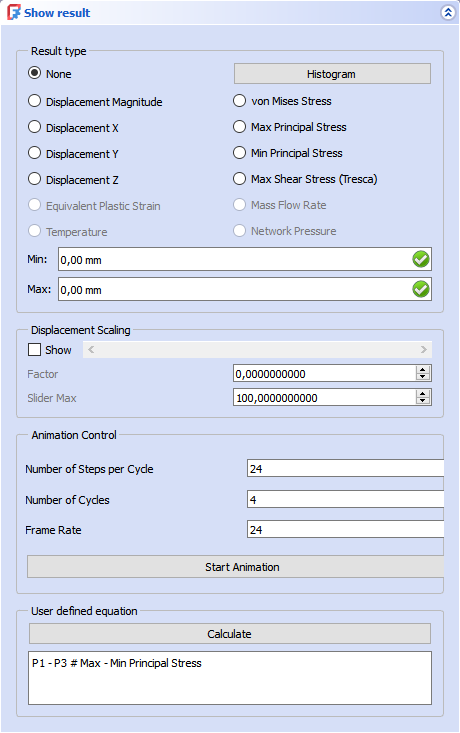 Show result
Result type
None
Histogram
Displacement Magnitude
von Mises Stress
Displacement X
Max Principal Stress
Displacement Y
Min Principal Stress
Displacement Z
Max Shear Stress (Tresca)
Equivalent Plastic Strain
Mass Flow Rate
Temperature
Network Pressure
Min: 0,00 mm
Max: 0,00 mm
Displacement Scaling
Show
Factor 0,0000000000
Slider Max 100,0000000000
Animation Control
Number of Steps per Cycle 24
Number of Cycles 4
Frame Rate 24
Start Animation
User defined equation
Calculate
P1 - P3 # Max - Min Principal Stress